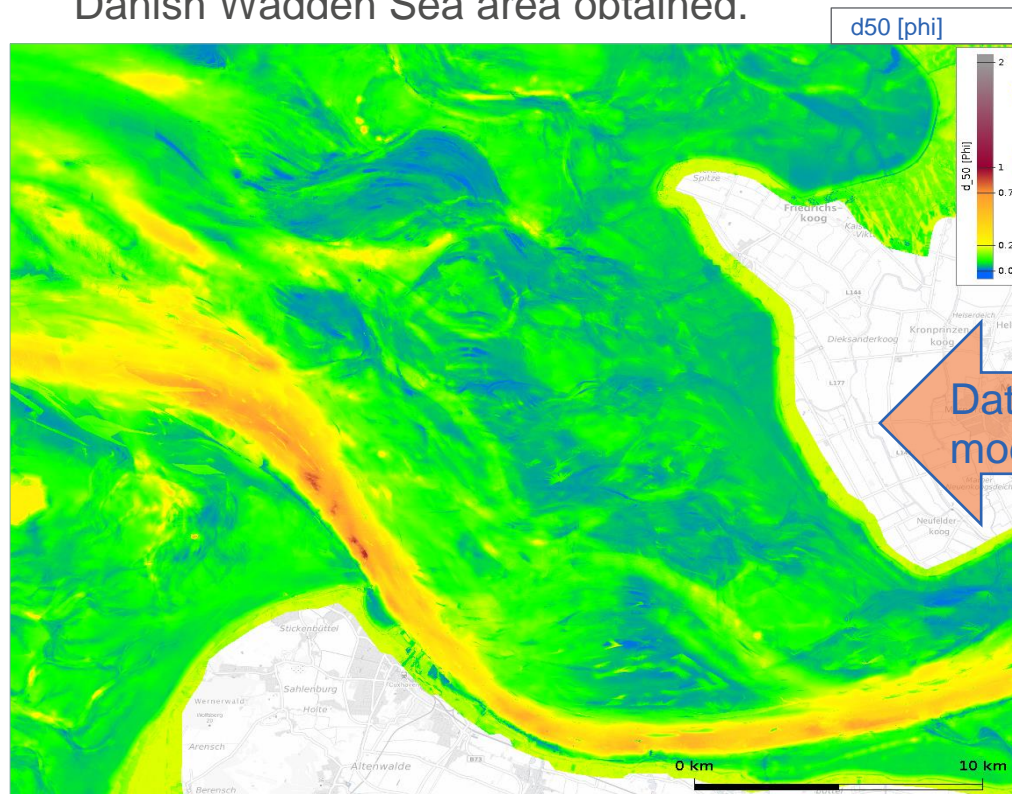 Danish Wadden Sea area obtained.
d50 [phi]
2
d_50 [Phi]
1
0.7
0.2
0.0
Spitze
Friedrichs-
koog
L144
Kronprinzen
koog
Dieksanderkoog
L177
Dat
moc
Neufelder-
koog
Stickenbüttel
Sahlenburg
Wernerwald
Holte
Arensch
B73
Altenwalde
Berensch
0 km
10 km